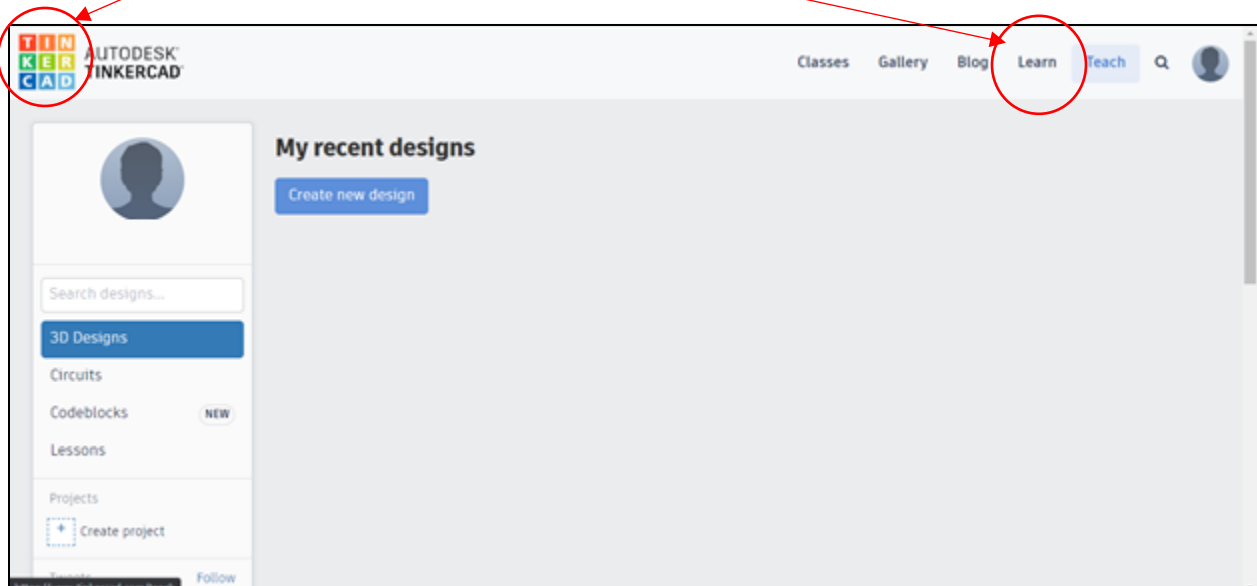 TIN
KER
CAD
AUTODESK®
TINKERCAD®
Classes Gallery Blog Learn Teach
My recent designs
Create new design
Search designs...
3D Designs
Circuits
Codeblocks NEW
Lessons
Projects
+ Create project
Tweets Follow